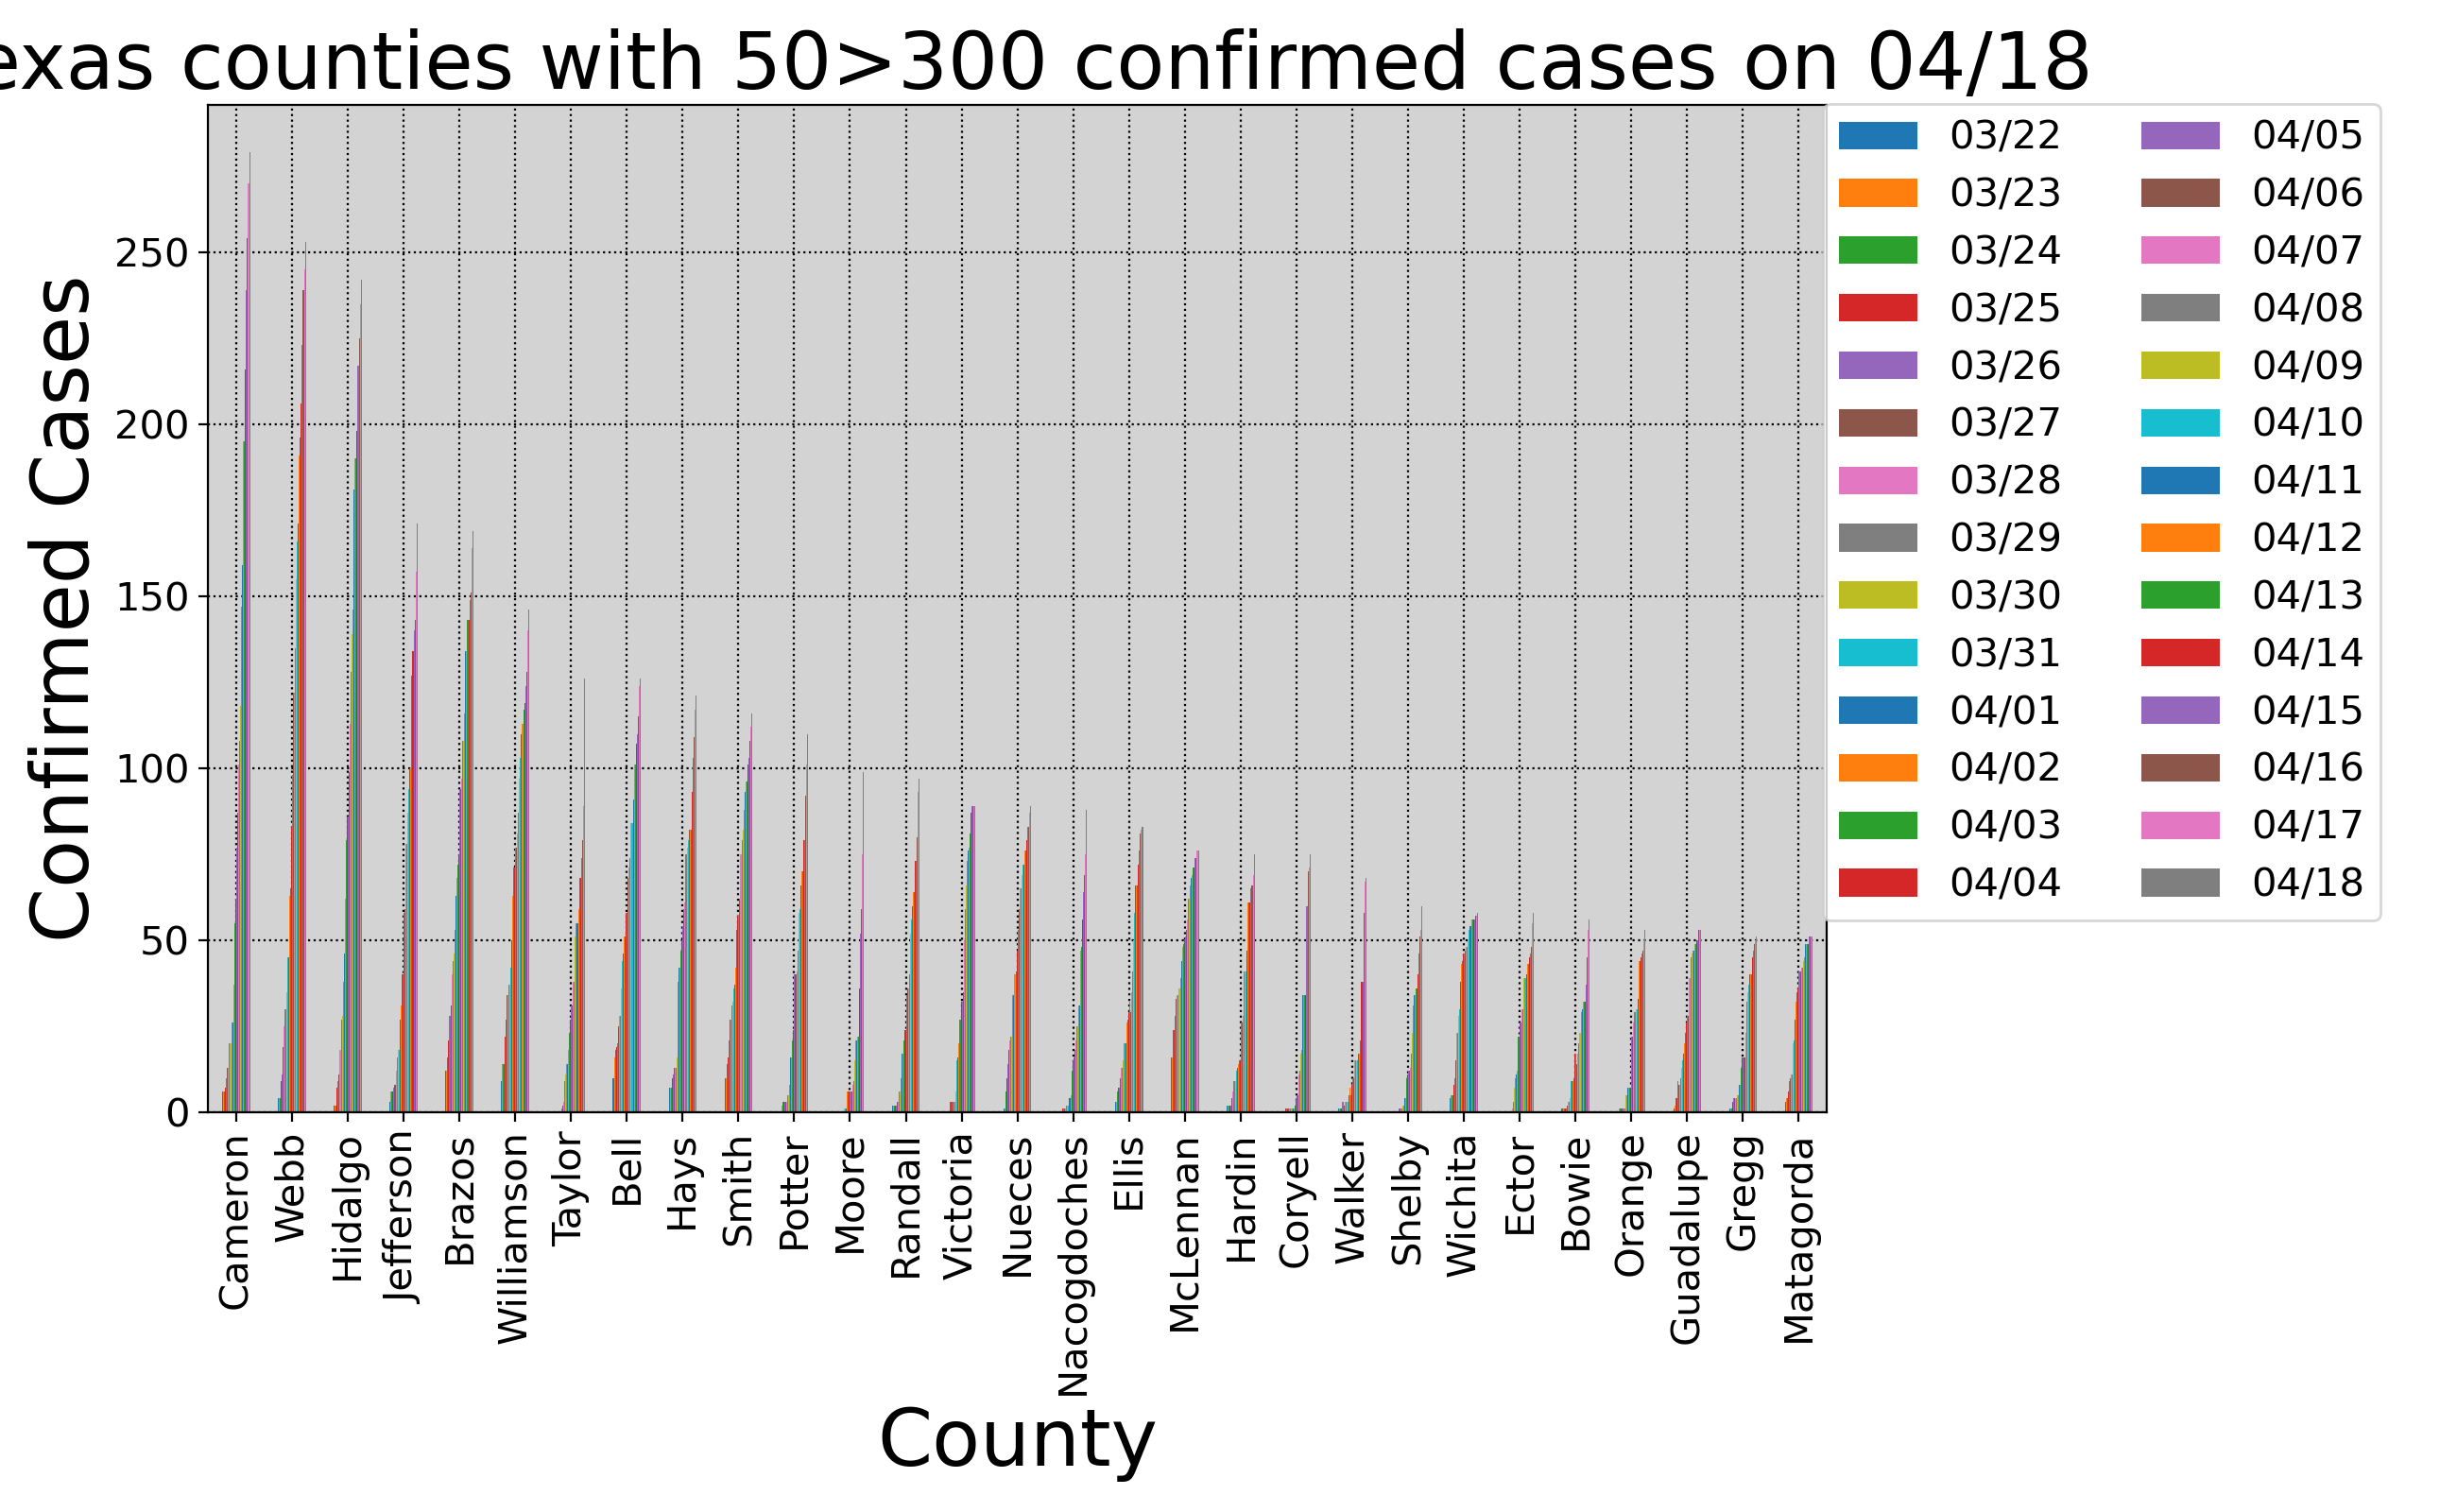 exas counties with 50>300 confirmed cases on 04/18
Confirmed Cases
250
200
150
100
50
0
03/22 04/05
03/23 04/06
03/24 04/07
03/25 04/08
03/26 04/09
03/27 04/10
03/28 04/11
03/29 04/12
03/30 04/13
03/31 04/14
04/01 04/15
04/02 04/16
04/03 04/17
04/04 04/18
Cameron
Webb
Hidalgo
Jefferson
Brazos
Williamson
Taylor
Bell
Hays
Smith
Potter
Moore
Randall
Victoria
Nueces
Nacogdoches
Ellis
McLennan
Hardin
Coryell
Walker
Shelby
Wichita
Ector
Bowie
Orange
Guadalupe
Gregg
Matagorda
County